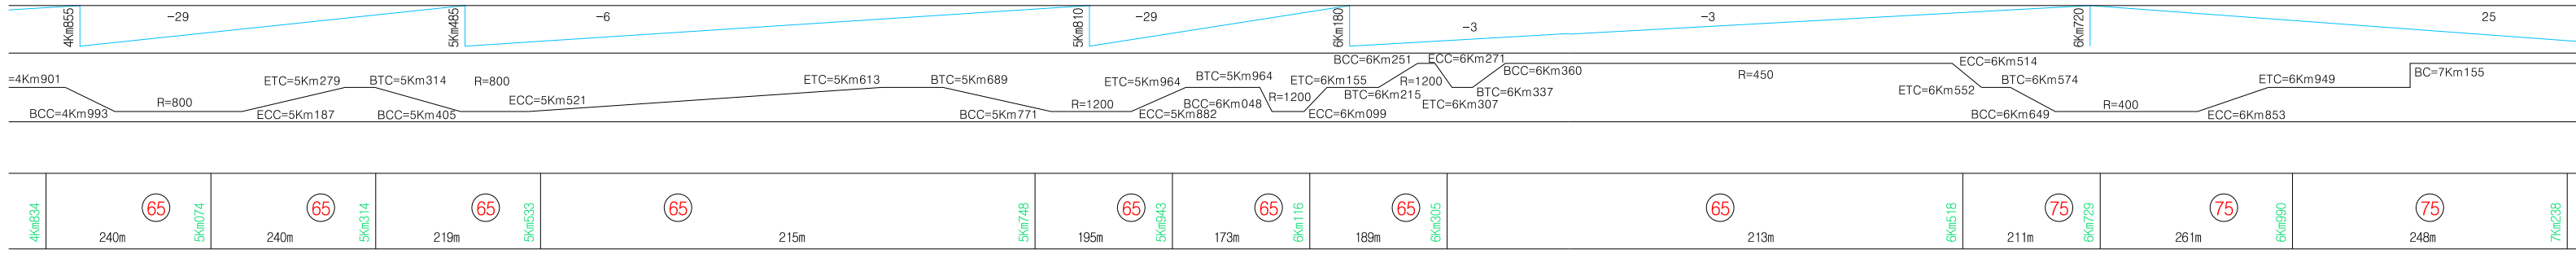 4Km855
-29
5Km485
-6
5Km810
-29
6Km180
-3
-3
6Km720
25
=4Km901
BCC=4Km993
R=800
ECC=5Km187
ETC=5Km279
BTC=5Km314
BCC=5Km405
R=800
ECC=5Km521
ETC=5Km613
BTC=5Km689
BCC=5Km771
R=1200
ECC=5Km882
ETC=5Km964
BTC=5Km964
BCC=6Km048
R=1200
ECC=6Km099
ETC=6Km155
BTC=6Km215
BCC=6Km251
R=1200
ECC=6Km271
ETC=6Km307
BTC=6Km337
BCC=6Km360
R=450
ECC=6Km514
ETC=6Km552
BTC=6Km574
BCC=6Km649
R=400
ECC=6Km853
ETC=6Km949
BC=7Km155
4Km834
65
240m
5Km074
65
240m
5Km314
65
219m
5Km533
65
215m
5Km748
65
195m
5Km943
65
173m
6Km116
65
189m
6Km305
65
213m
6Km518
75
211m
6Km729
75
261m
6Km990
75
248m
7Km238